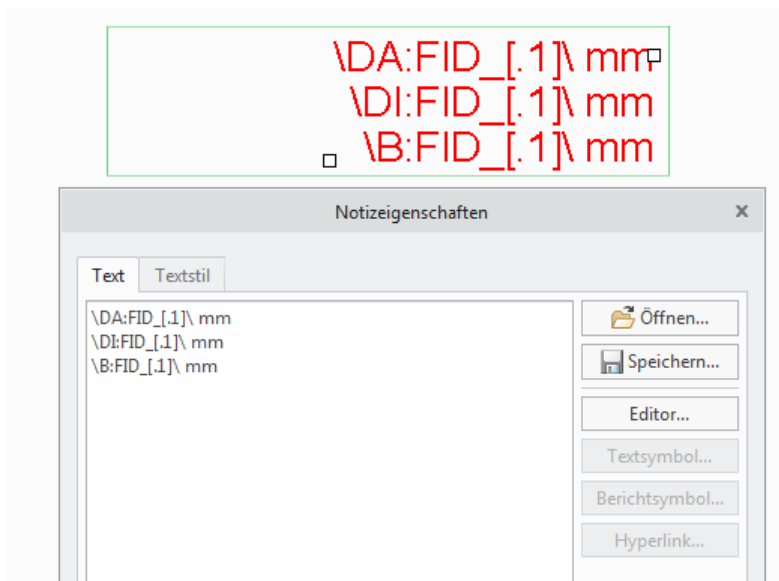 \DA:FID_[.1]\ mm
\DI:FID_[.1]\ mm
\B:FID_[.1]\ mm
Notizeigenschaften
x
Text
Textstil
\DA:FID_[.1]\ mm
\DI:FID_[.1]\ mm
\B:FID_[.1]\ mm
Öffnen...
Speichern...
Editor...
Textsymbol...
Berichtsymbol...
Hyperlink...